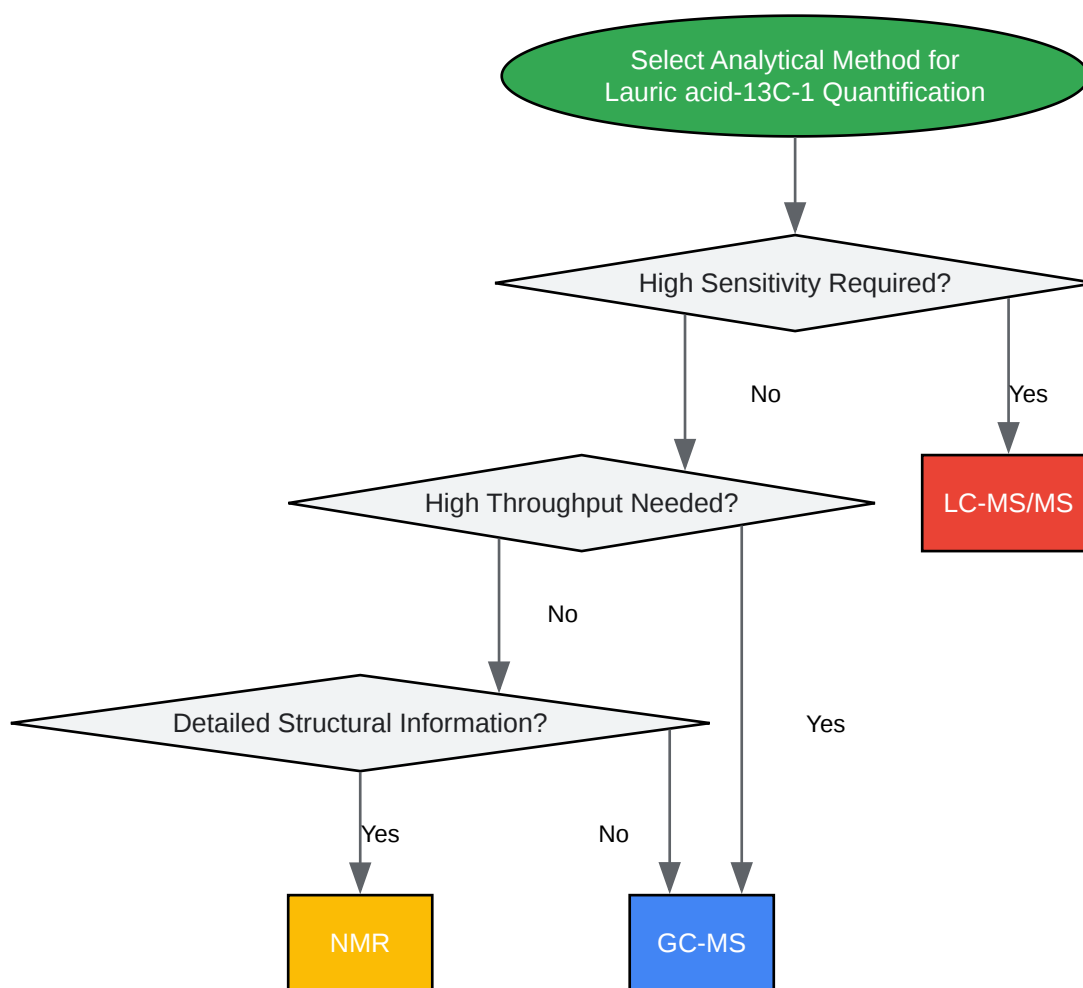 Select Analytical Method for
Lauric acid-13C-1 Quantification
High Sensitivity Required?
No
Yes
High Throughput Needed?
LC-MS/MS
No
Detailed Structural Information?
Yes
Yes
No
NMR
GC-MS